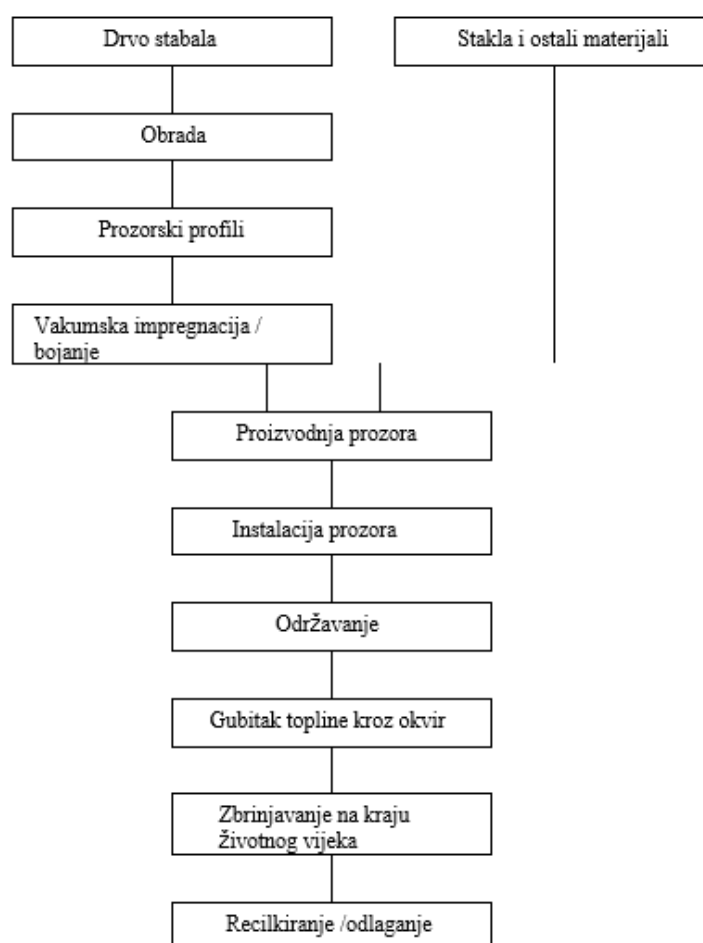 Drvo stabala
Stakla i ostali materijali
Obrada
Prozorski profili
Vakumska impregnacija /
bojanje
Proizvodnja prozora
Instalacija prozora
Održavanje
Gubitak topline kroz okvir
Zbrinjavanje na kraju
životnog vijeka
Recilkiranje /odlaganje